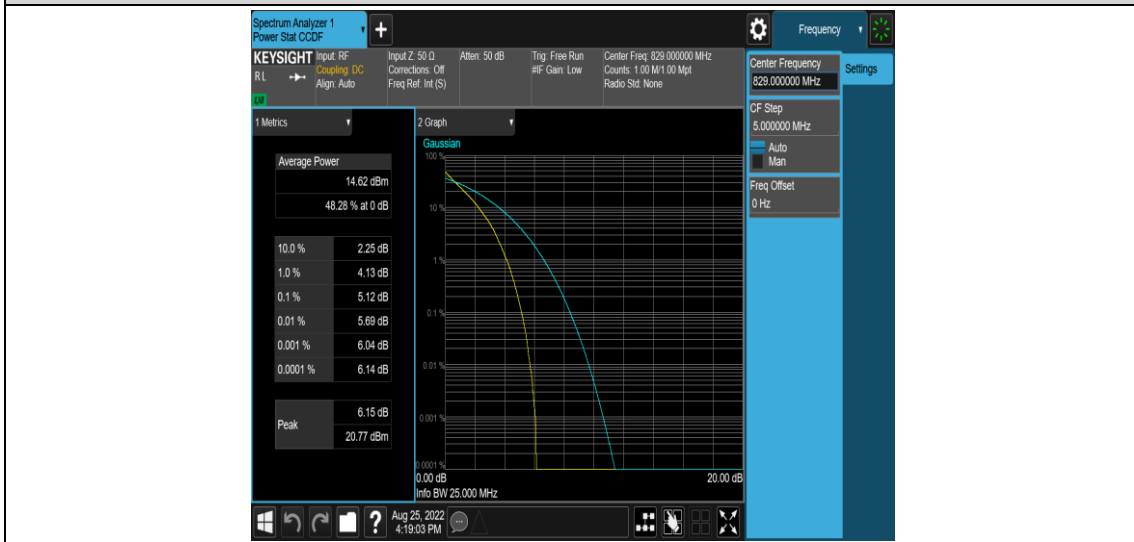 Spectrum Analyzer 1
Power Stat CCDF
+
Frequency
KEYSIGHT
RL
Input: RF
Coupling: DC
Align: Auto
Input Z: 50 Ω
Corrections: Off
Freq Ref: Int (S)
Atten: 50 dB
Trig: Free Run
#IF Gain: Low
Center Freq: 829.000000 MHz
Counts: 1.00 M/1.00 Mpt
Radio Std: None
Center Frequency
829.000000 MHz
Settings
CF Step
5.000000 MHz
Auto
Man
Freq Offset
0 Hz
1 Metrics
Average Power
14.62 dBm
48.28 % at 0 dB
10.0 % 2.25 dB
1.0 % 4.13 dB
0.1 % 5.12 dB
0.01 % 5.69 dB
0.001 % 6.04 dB
0.0001 % 6.14 dB
Peak
6.15 dB
20.77 dBm
2 Graph
Gaussian
100 %
10 %
1 %
0.1 %
0.01 %
0.001 %
0.0001 %
0.00 dB 20.00 dB
Info BW 25.000 MHz
?
Aug 25, 2022
4:19:03 PM